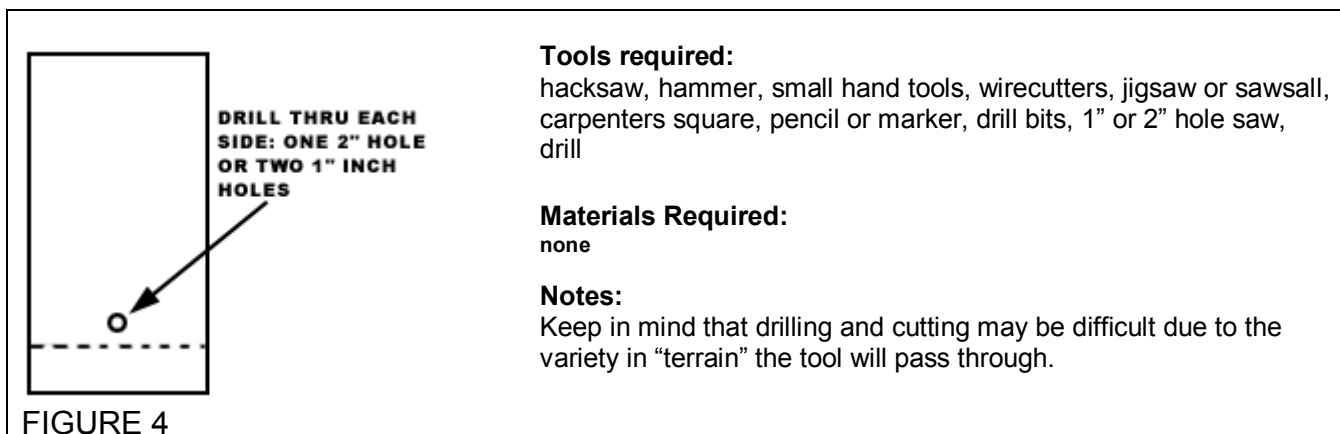 DRILL THRU EACH
SIDE: ONE 2" HOLE
OR TWO 1" INCH
HOLES
FIGURE 4
Tools required:
hacksaw, hammer, small hand tools, wirecutters, jigsaw or sawsall,
carpenters square, pencil or marker, drill bits, 1” or 2” hole saw,
drill
Materials Required:
none
Notes:
Keep in mind that drilling and cutting may be difficult due to the
variety in “terrain” the tool will pass through.